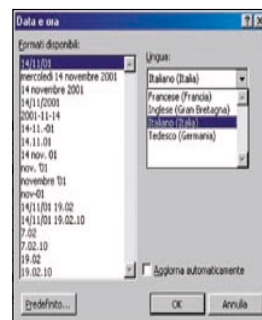 Data e ora
Formati disponibili:
14/11/01
mercoledì 14 novembre 2001
14 novembre 2001
14/11/2001
2001-11-14
14-11-01
14.11.01
14 nov. 01
nov. '01
novembre '01
nov-01
14/11/01 19.02
14/11/01 19.02.10
7.02
7.02.10
19.02
19.02.10
Lingua:
Italiano (Italia)
Francese (Francia)
Inglese (Gran Bretagna)
Italiano (Italia)
Tedesco (Germania)
Aggiorna automaticamente
Predefinito...
OK
Annulla